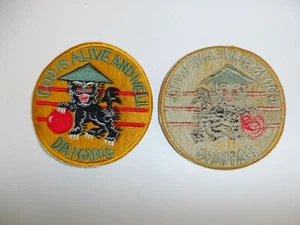 GOD IS ALIVE AND WELL
DA NANG